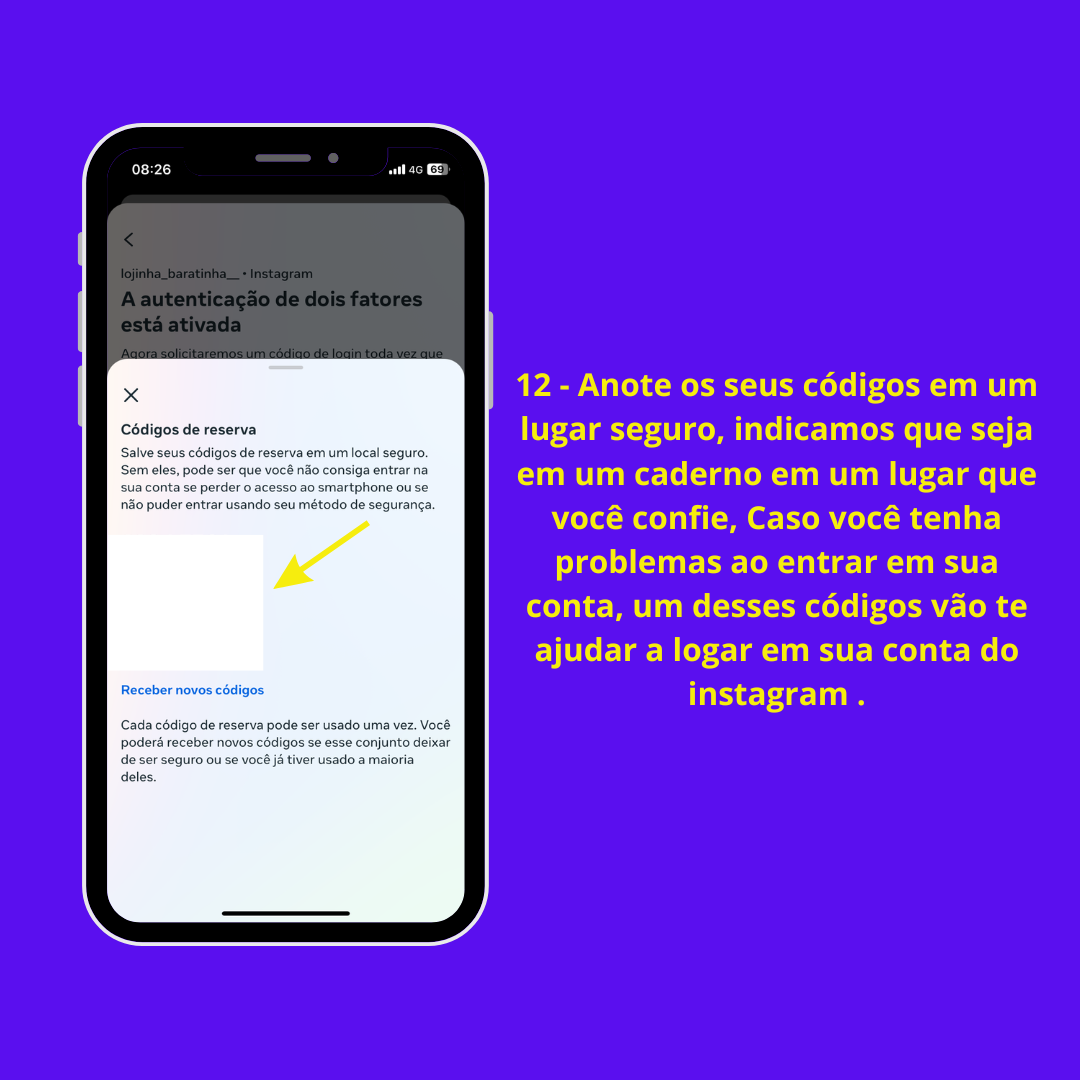 08:26
4G
69
lojinha_baratinha__ • Instagram
A autenticação de dois fatores
está ativada
Agora solicitaremos um código de login toda vez que
Códigos de reserva
Salve seus códigos de reserva em um local seguro.
Sem eles, pode ser que você não consiga entrar na
sua conta se perder o acesso ao smartphone ou se
não puder entrar usando seu método de segurança.
Receber novos códigos
Cada código de reserva pode ser usado uma vez. Você
poderá receber novos códigos se esse conjunto deixar
de ser seguro ou se você já tiver usado a maioria
deles.
12 - Anote os seus códigos em um
lugar seguro, indicamos que seja
em um caderno em um lugar que
você confie, Caso você tenha
problemas ao entrar em sua
conta, um desses códigos vão te
ajudar a logar em sua conta do
instagram .